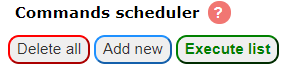 Commands scheduler ?
Delete all Add new Execute list